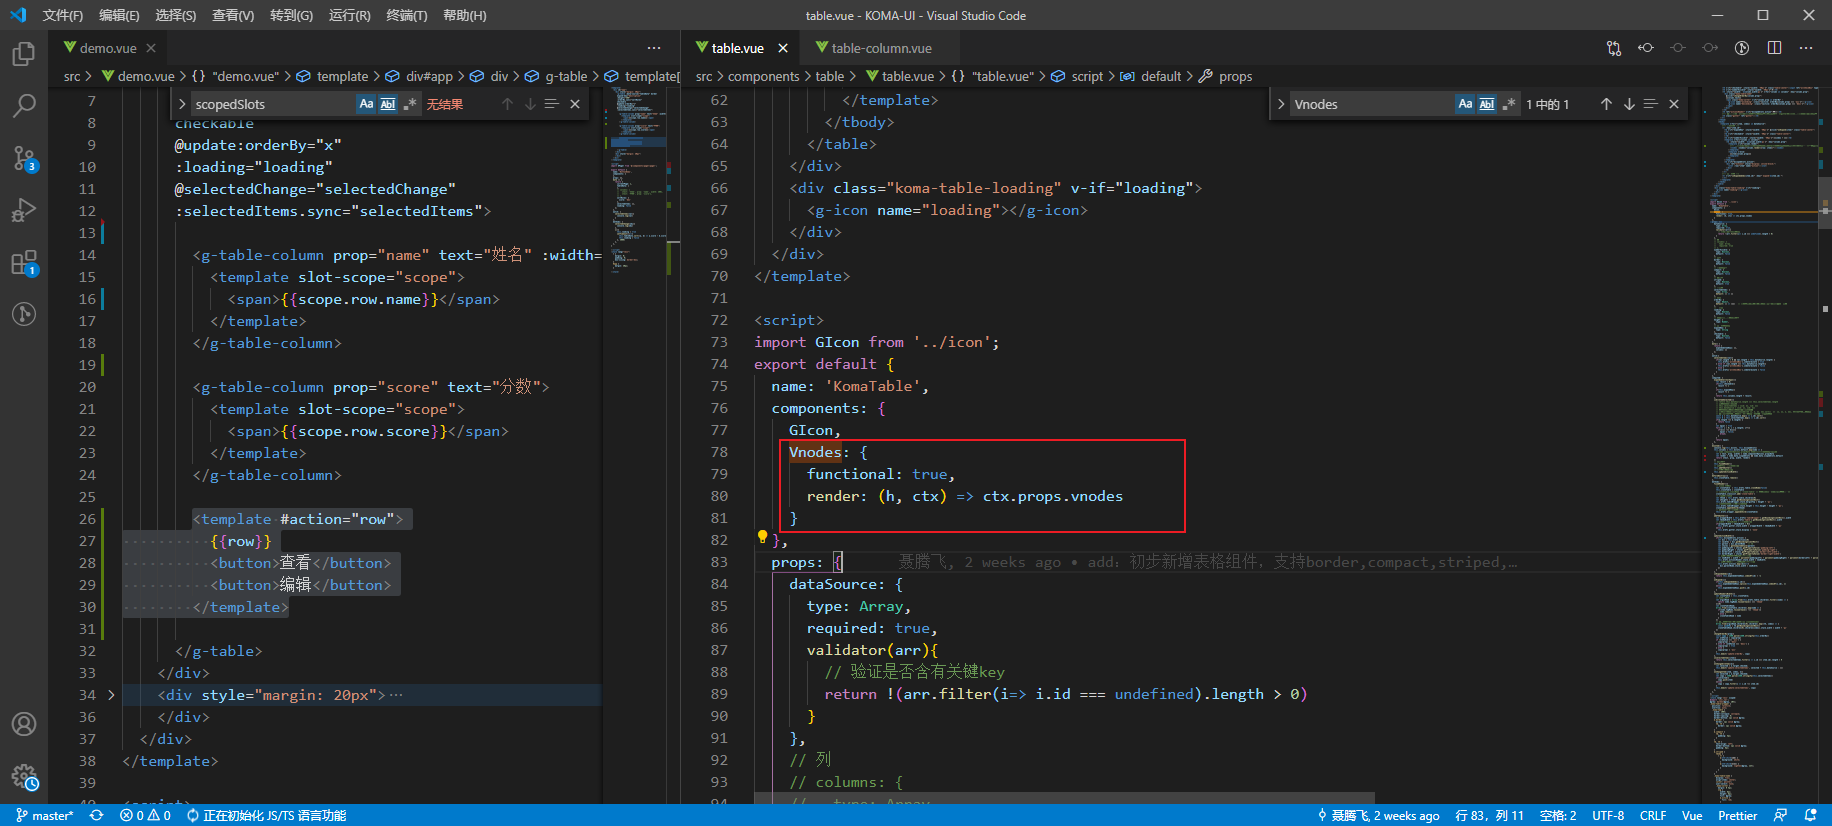 文件(F) 编辑(E) 选择(S) 查看(V) 转到(G) 运行(R) 终端(T) 帮助(H)
table.vue - KOMA-UI - Visual Studio Code
demo.vue
src > demo.vue > {} "demo.vue" > template > div#app > div > g-table > template[
scopedSlots Aa Abl .* 无结果
7
8 checkable
9 @update:orderBy="x"
10 :loading="loading"
11 @selectedChange="selectedChange"
12 :selectedItems.sync="selectedItems">
13
14 <g-table-column prop="name" text="姓名" :width=
15 <template slot-scope="scope">
16 <span>{{scope.row.name}}</span>
17 </template>
18 </g-table-column>
19
20 <g-table-column prop="score" text="分数">
21 <template slot-scope="scope">
22 <span>{{scope.row.score}}</span>
23 </template>
24 </g-table-column>
25
26 <template #action="row">
27 {{row}}
28 <button>查看</button>
29 <button>编辑</button>
30 </template>
31
32 </g-table>
33 </div>
34 <div style="margin: 20px">…
36 </div>
37 </div>
38 </template>
39
table.vue table-column.vue
src > components > table > table.vue > {} "table.vue" > script > default > props
Vnodes Aa Abl .* 1 中的 1
62 </template>
63 </tbody>
64 </table>
65 </div>
66 <div class="koma-table-loading" v-if="loading">
67 <g-icon name="loading"></g-icon>
68 </div>
69 </div>
70 </template>
71
72 <script>
73 import GIcon from '../icon';
74 export default {
75 name: 'KomaTable',
76 components: {
77 GIcon,
78 Vnodes: {
79 functional: true,
80 render: (h, ctx) => ctx.props.vnodes
81 }
82 },
83 props: { 聂腾飞, 2 weeks ago • add: 初步新增表格组件, 支持border,compact,striped,…
84 dataSource: {
85 type: Array,
86 required: true,
87 validator(arr){
88 // 验证是否含有关键key
89 return !(arr.filter(i=> i.id === undefined).length > 0)
90 }
91 },
92 // 列
93 // columns: {
3
1
master* 0 0 正在初始化 JS/TS 语言功能
聂腾飞, 2 weeks ago 行 83, 列 11 空格: 2 UTF-8 CRLF Vue Prettier